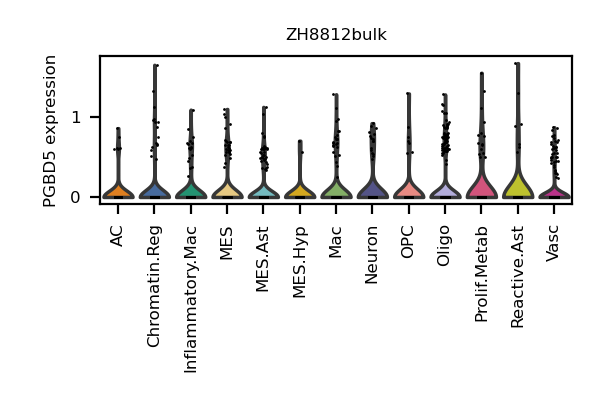 ZH8812bulk
PGBD5 expression
1
0
AC
Chromatin.Reg
Inflammatory.Mac
MES
MES.Ast
MES.Hyp
Mac
Neuron
OPC
Oligo
Prolif.Metab
Reactive.Ast
Vasc